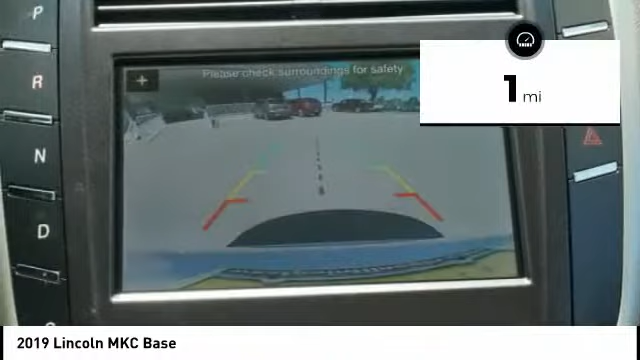 P
R
N
D
+
Please check surroundings for safety
1 mi
2019 Lincoln MKC Base